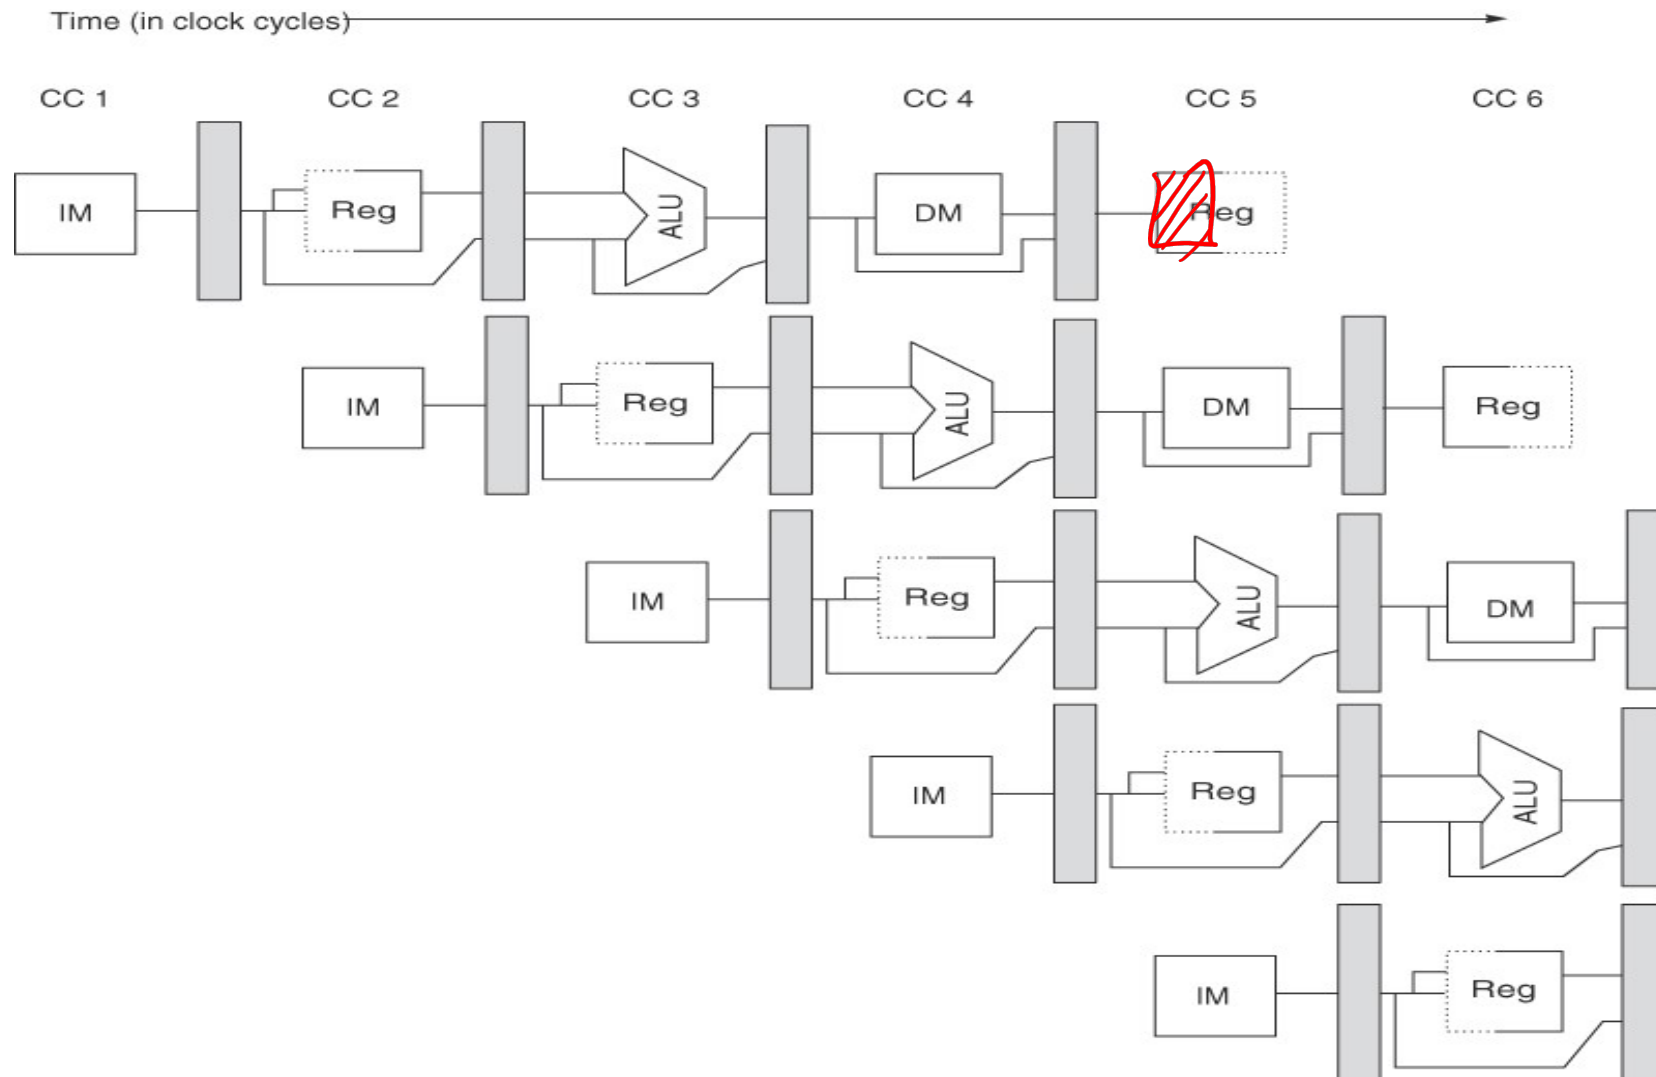 Time (in clock cycles)
CC 1 CC 2 CC 3 CC 4 CC 5 CC 6
IM Reg ALU DM Reg
IM Reg ALU DM Reg
IM Reg ALU DM
IM Reg ALU
IM Reg